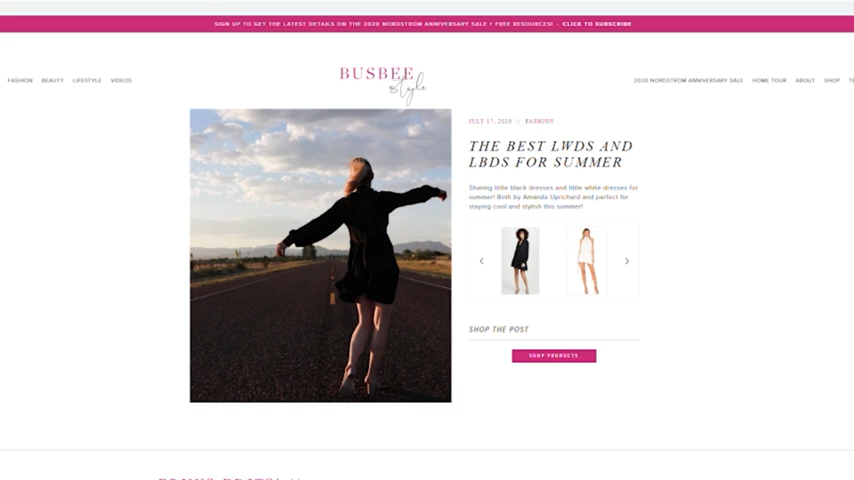 SIGN UP TO GET THE LATEST DETAILS ON THE 2020 NORDSTROM ANNIVERSARY SALE + FREE RESOURCES! - CLICK TO SUBSCRIBE
FASHION BEAUTY LIFESTYLE VIDEOS
BUSBEE
style
2020 NORDSTROM ANNIVERSARY SALE HOME TOUR ABOUT SHOP
JULY 17, 2020 // FASHION
THE BEST LWDS AND
LBDS FOR SUMMER
Sharing little black dresses and little white dresses for
summer! Both by Amanda Uprichard and perfect for
staying cool and stylish this summer!
SHOP THE POST
SHOP PRODUCTS